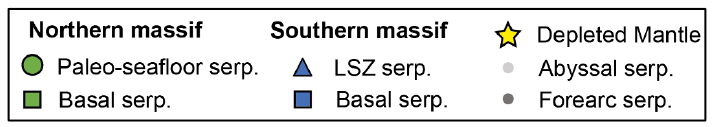 Northern massif
Paleo-seafloor serp.
Basal serp.
Southern massif
LSZ serp.
Basal serp.
Depleted Mantle
Abyssal serp.
Forearc serp.